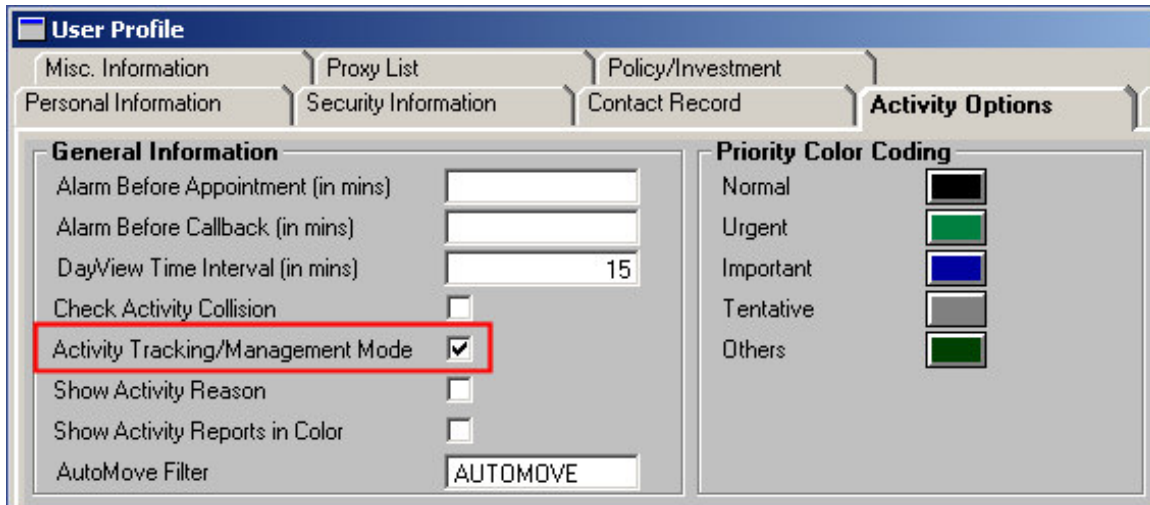 User Profile
Misc. Information Proxy List Policy/Investment
Personal Information Security Information Contact Record Activity Options
General Information
Alarm Before Appointment (in mins)
Alarm Before Callback (in mins)
DayView Time Interval (in mins) 15
Check Activity Collision
Activity Tracking/Management Mode
Show Activity Reason
Show Activity Reports in Color
AutoMove Filter AUTOMOVE
Priority Color Coding
Normal
Urgent
Important
Tentative
Others